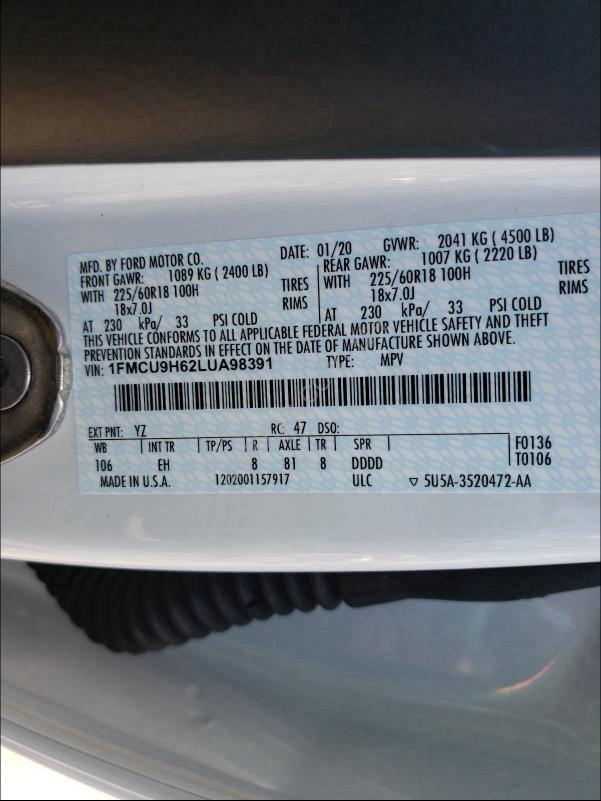 MFD. BY FORD MOTOR CO. DATE: 01/20 GVWR: 2041 KG ( 4500 LB)
FRONT GAWR: 1089 KG ( 2400 LB) REAR GAWR: 1007 KG ( 2220 LB)
WITH 225/60R18 100H TIRES WITH 225/60R18 100H TIRES
18x7.0J RIMS 18x7.0J RIMS
AT 230 kPa/ 33 PSI COLD AT 230 kPa/ 33 PSI COLD
THIS VEHICLE CONFORMS TO ALL APPLICABLE FEDERAL MOTOR VEHICLE SAFETY AND THEFT
PREVENTION STANDARDS IN EFFECT ON THE DATE OF MANUFACTURE SHOWN ABOVE.
VIN: 1FMCU9H62LUA98391 TYPE: MPV
EXT PNT: YZ RC: 47 DSO:
WB INT TR TP/PS R AXLE TR SPR F0136
106 EH 8 81 8 DDDD T0106
MADE IN U.S.A. 1202001157917 ULC ▽ 5U5A-3520472-AA